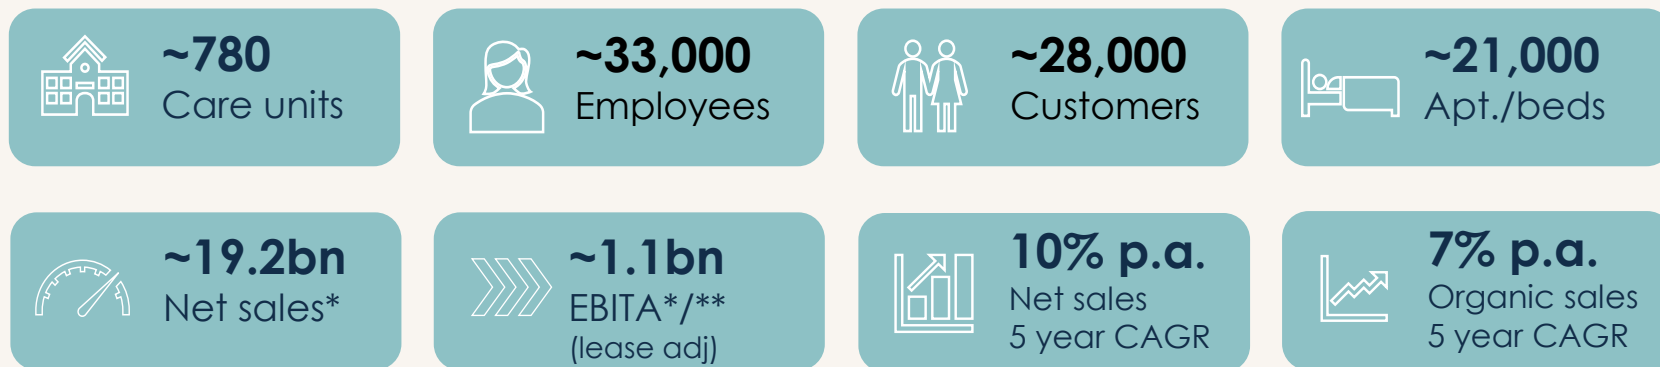 ~780
Care units
~33,000
Employees
~28,000
Customers
~21,000
Apt./beds
~19.2bn
Net sales*
~1.1bn
EBITA*/**
(lease adj)
10% p.a.
Net sales
5 year CAGR
7% p.a.
Organic sales
5 year CAGR